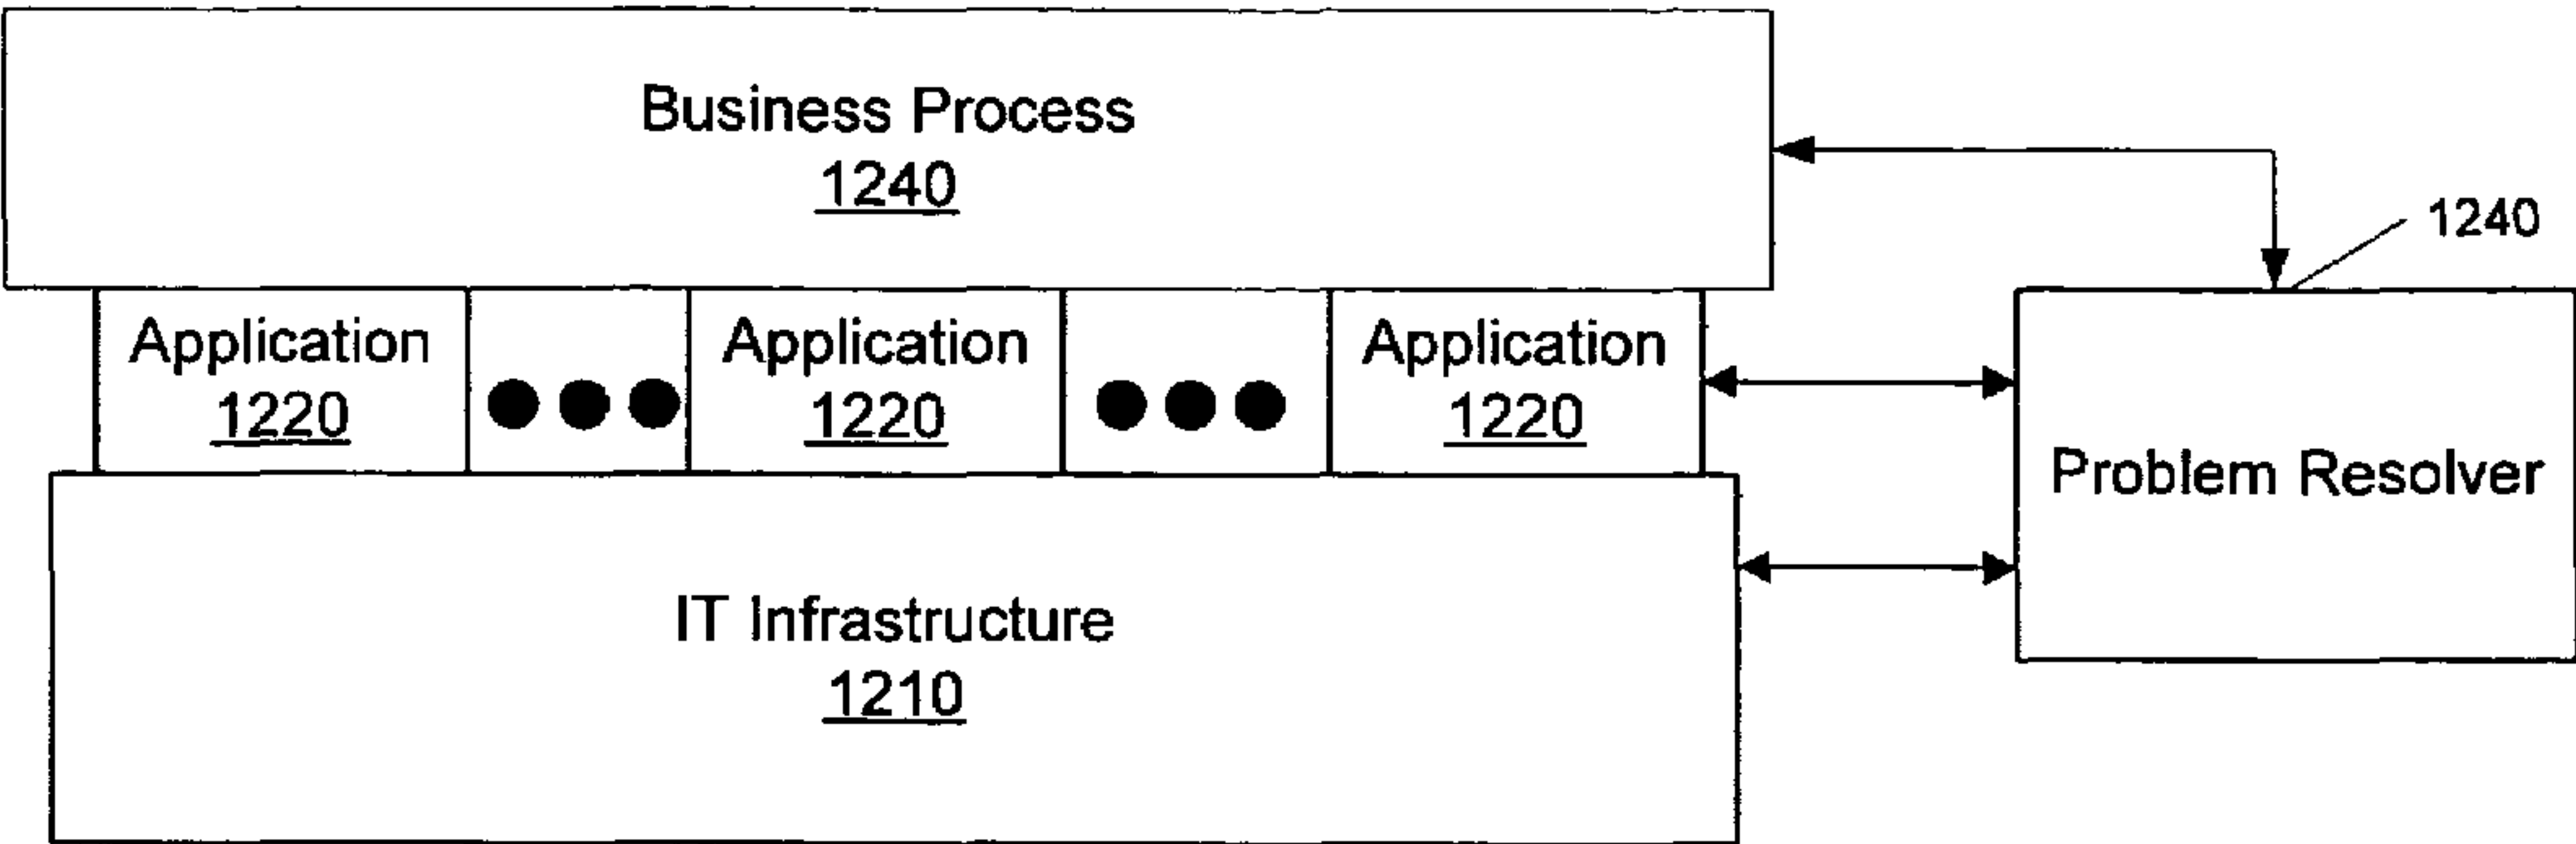 Business Process
1240
1240
Application
1220
Application
1220
Application
1220
Problem Resolver
IT Infrastructure
1210